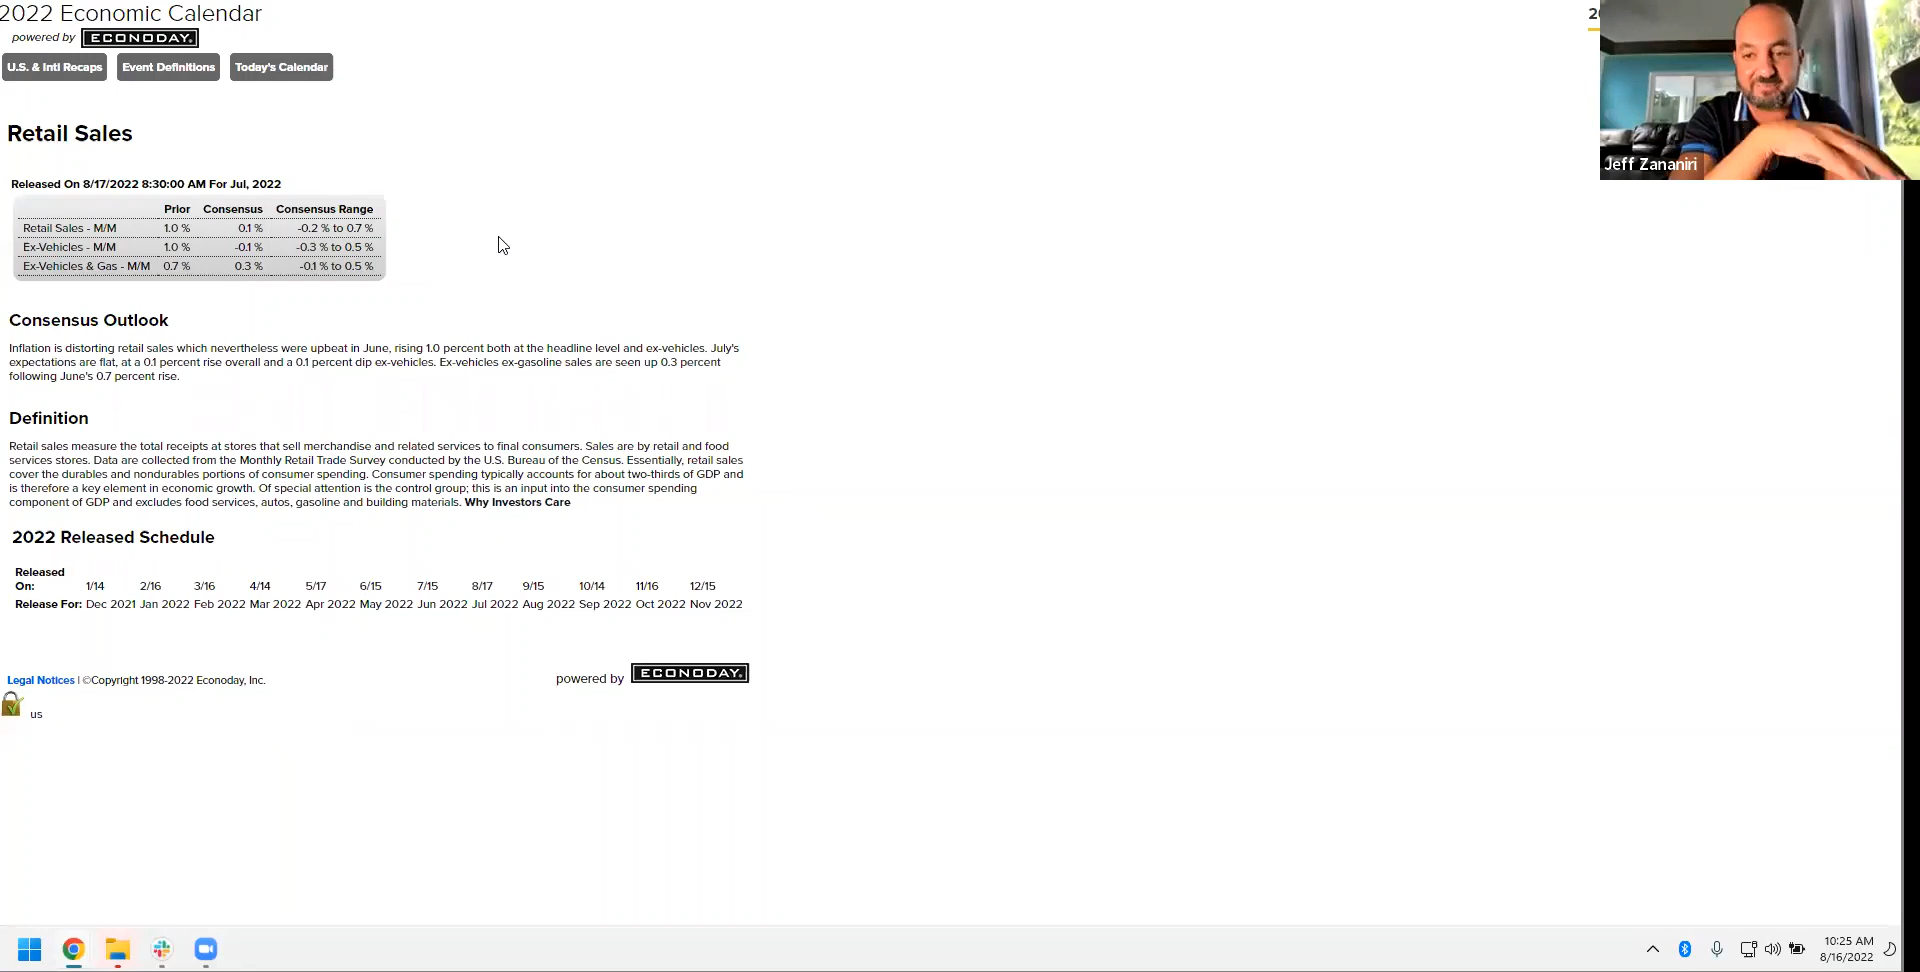 2022 Economic Calendar
powered by ECONODAY
U.S. & Intl Recaps Event Definitions Today's Calendar
Jeff Zananiri
Retail Sales
Released On 8/17/2022 8:30:00 AM For Jul, 2022
Prior Consensus Consensus Range
Retail Sales - M/M 1.0 % 0.1 % -0.2 % to 0.7 %
Ex-Vehicles - M/M 1.0 % -0.1 % -0.3 % to 0.5 %
Ex-Vehicles & Gas - M/M 0.7 % 0.3 % -0.1 % to 0.5 %
Consensus Outlook
Inflation is distorting retail sales which nevertheless were upbeat in June, rising 1.0 percent both at the headline level and ex-vehicles. July's
expectations are flat, at a 0.1 percent rise overall and a 0.1 percent dip ex-vehicles. Ex-vehicles ex-gasoline sales are seen up 0.3 percent
following June's 0.7 percent rise.
Definition
Retail sales measure the total receipts at stores that sell merchandise and related services to final consumers. Sales are by retail and food
services stores. Data are collected from the Monthly Retail Trade Survey conducted by the U.S. Bureau of the Census. Essentially, retail sales
cover the durables and nondurables portions of consumer spending. Consumer spending typically accounts for about two-thirds of GDP and
is therefore a key element in economic growth. Of special attention is the control group; this is an input into the consumer spending
component of GDP and excludes food services, autos, gasoline and building materials. Why Investors Care
2022 Released Schedule
Released
On: 1/14 2/16 3/16 4/14 5/17 6/15 7/15 8/17 9/15 10/14 11/16 12/15
Release For: Dec 2021 Jan 2022 Feb 2022 Mar 2022 Apr 2022 May 2022 Jun 2022 Jul 2022 Aug 2022 Sep 2022 Oct 2022 Nov 2022
Legal Notices | ©Copyright 1998-2022 Econoday, Inc. powered by ECONODAY
us
10:25 AM
8/16/2022